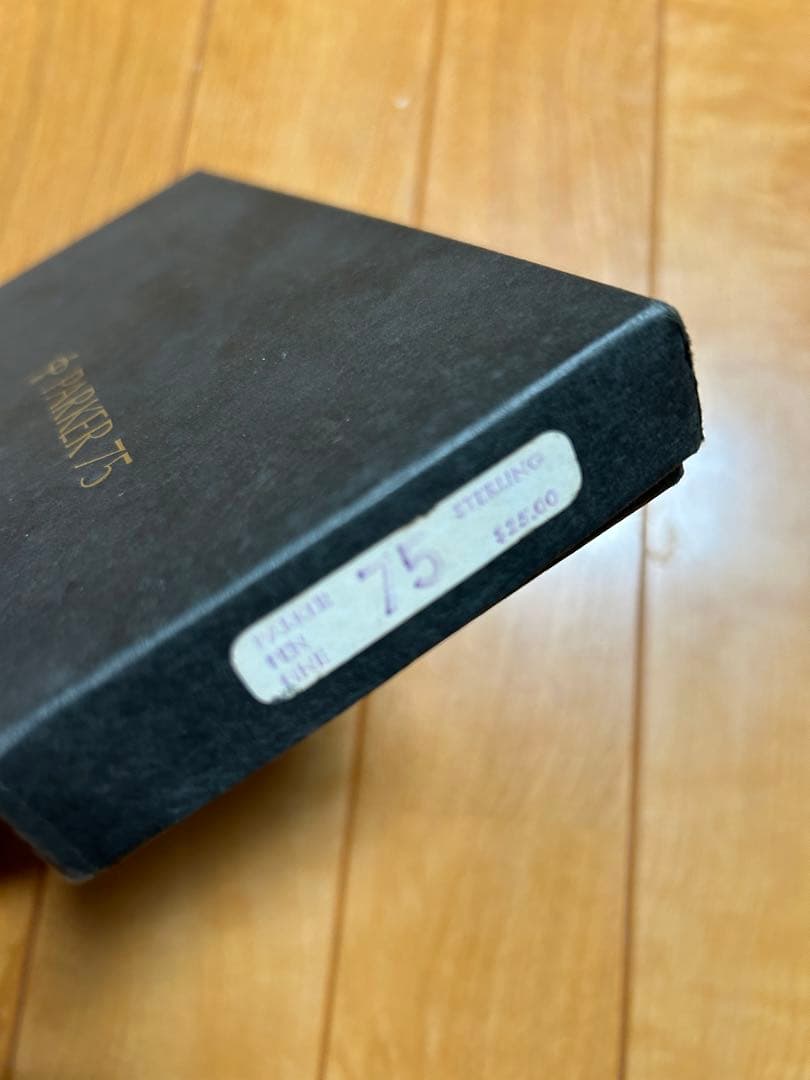 PARKER 75
PARKER
PEN
FINE
75
STERLING
$25.00